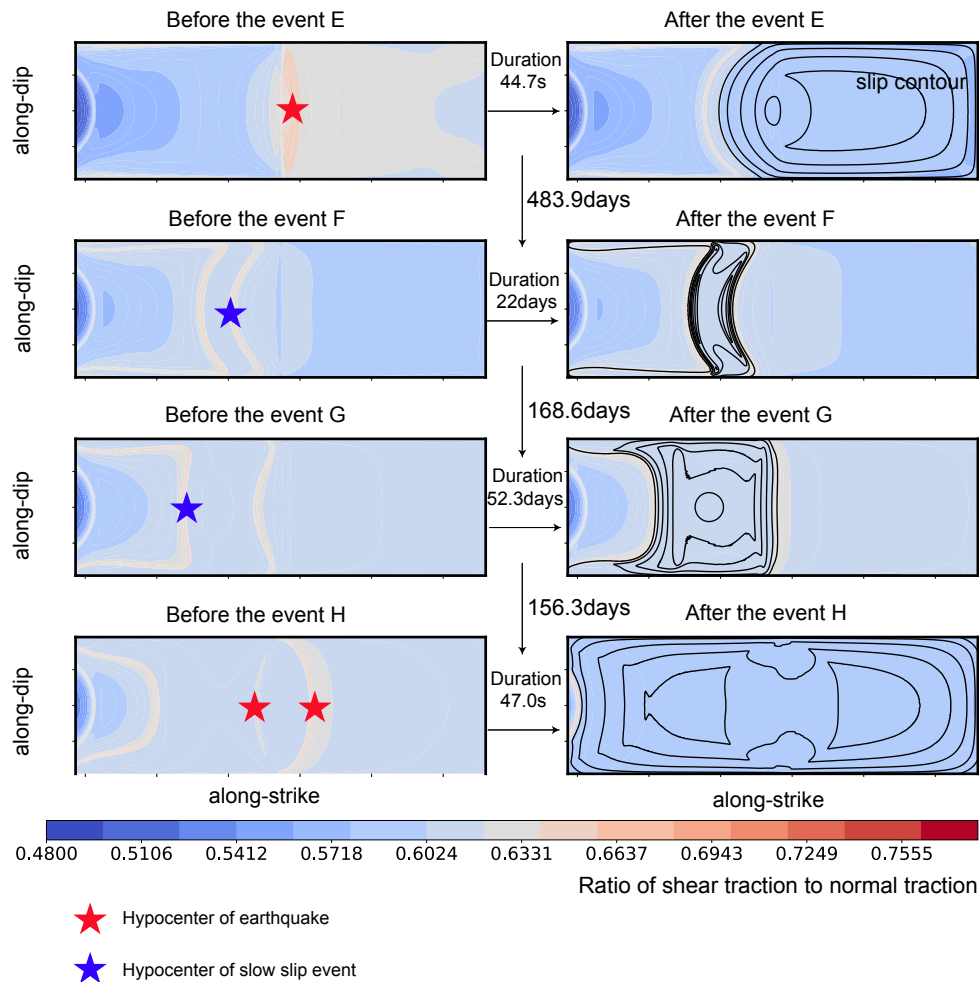 Before the event E
After the event E
along-dip
Duration
44.7s
slip contour
483.9days
Before the event F
After the event F
along-dip
Duration
22days
168.6days
Before the event G
After the event G
along-dip
Duration
52.3days
156.3days
Before the event H
After the event H
along-dip
Duration
47.0s
along-strike
along-strike
0.4800 0.5106 0.5412 0.5718 0.6024 0.6331 0.6637 0.6943 0.7249 0.7555
Ratio of shear traction to normal traction
Hypocenter of earthquake
Hypocenter of slow slip event